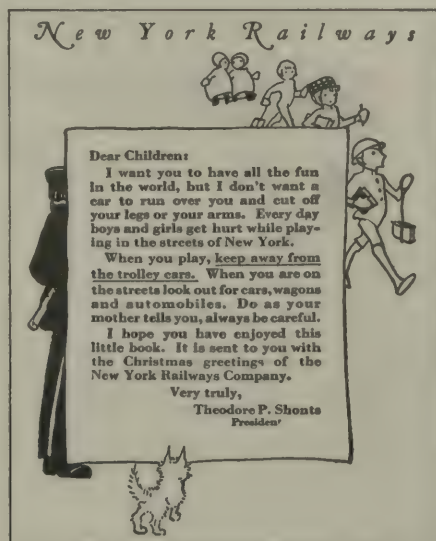 New York Railways
Dear Children:
I want you to have all the fun
in the world, but I don't want a
car to run over you and cut off
your legs or your arms. Every day
boys and girls get hurt while play-
ing in the streets of New York.
When you play, keep away from
the trolley cars. When you are on
the streets look out for cars, wagons
and automobiles. Do as your
mother tells you, always be careful.
I hope you have enjoyed this
little book. It is sent to you with
the Christmas greetings of the
New York Railways Company.
Very truly,
Theodore P. Shonts
President